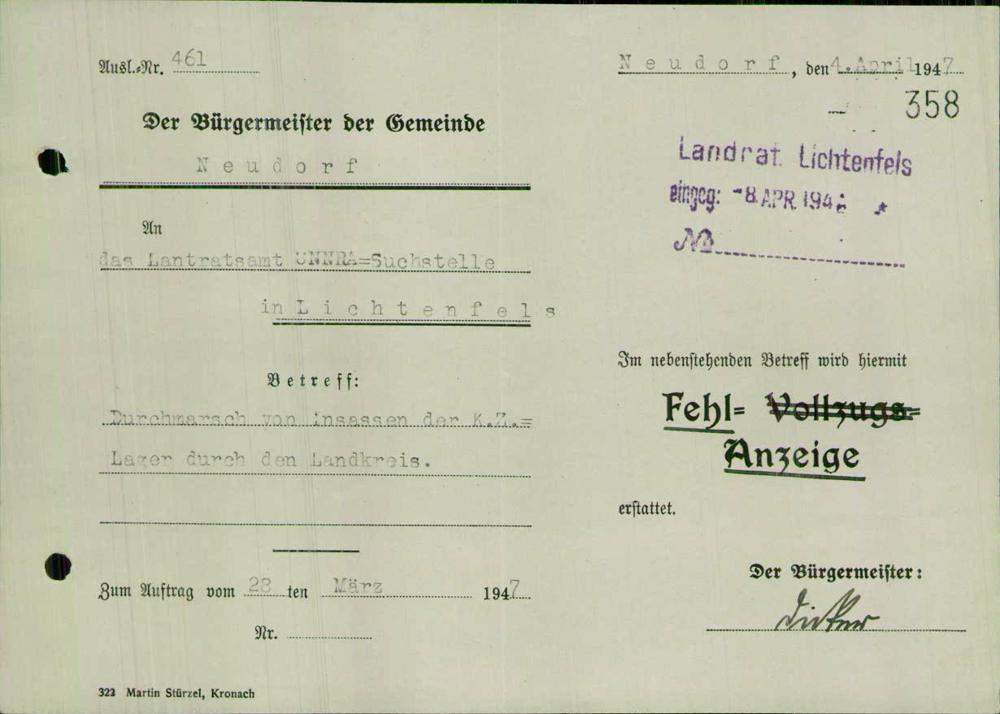 Ausl.-Nr. 461
Der Bürgermeister der Gemeinde
Neudorf
An
das Lantratsamt UNNRA=Suchstelle
in Lichtenfels
Betreff:
Durchmarsch von Insassen der K.Z.=
Lager durch den Landkreis.
Zum Auftrag vom 28 ten März 1947
Nr.
322 Martin Stürzel, Kronach
Neudorf, den 4.April 1947
358
Landrat Lichtenfels
eingeg: -8.APR.194
No
Im nebenstehenden Betreff wird hiermit
Fehl= Vollzugs=
Anzeige
erstattet.
Der Bürgermeister: